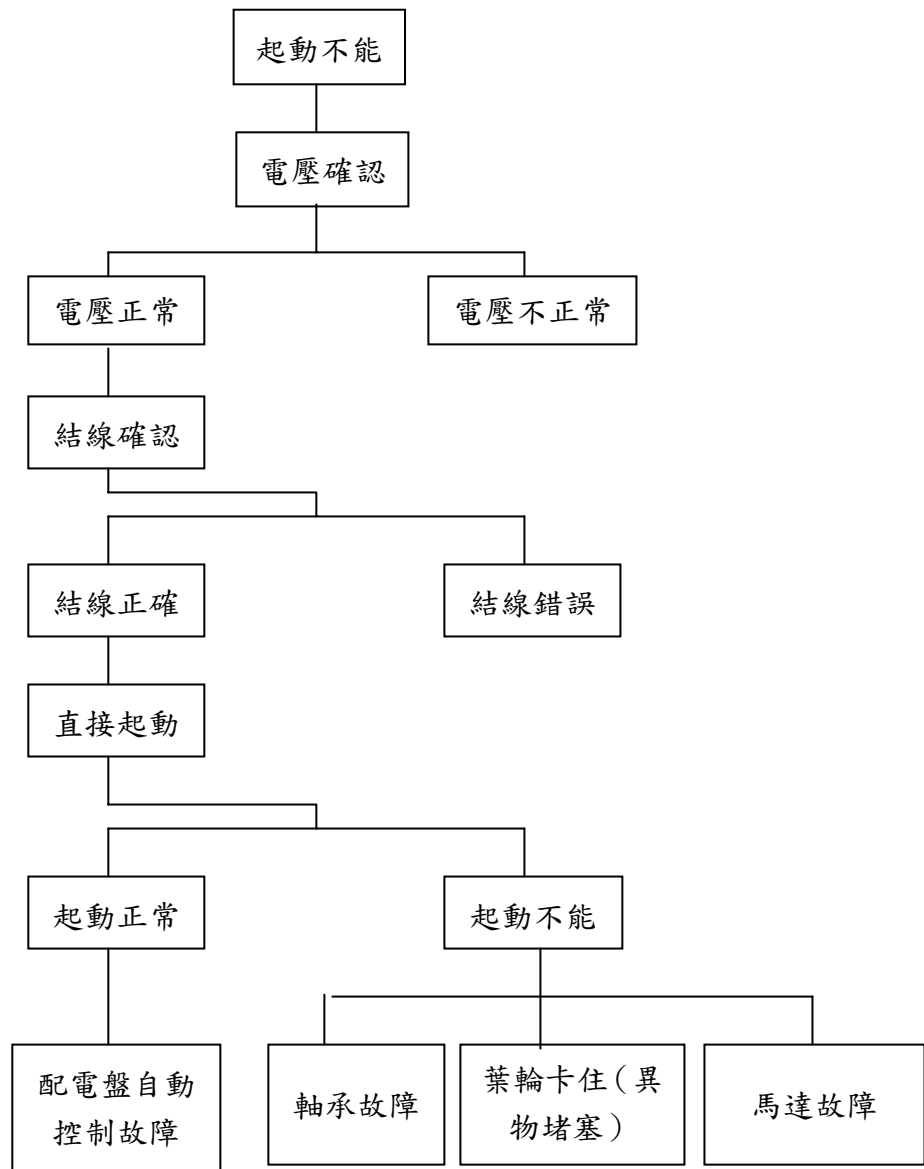 起動不能
電壓確認
電壓正常
電壓不正常
結線確認
結線正確
結線錯誤
直接起動
起動正常
起動不能
配電盤自動
控制故障
軸承故障
葉輪卡住（異
物堵塞）
馬達故障